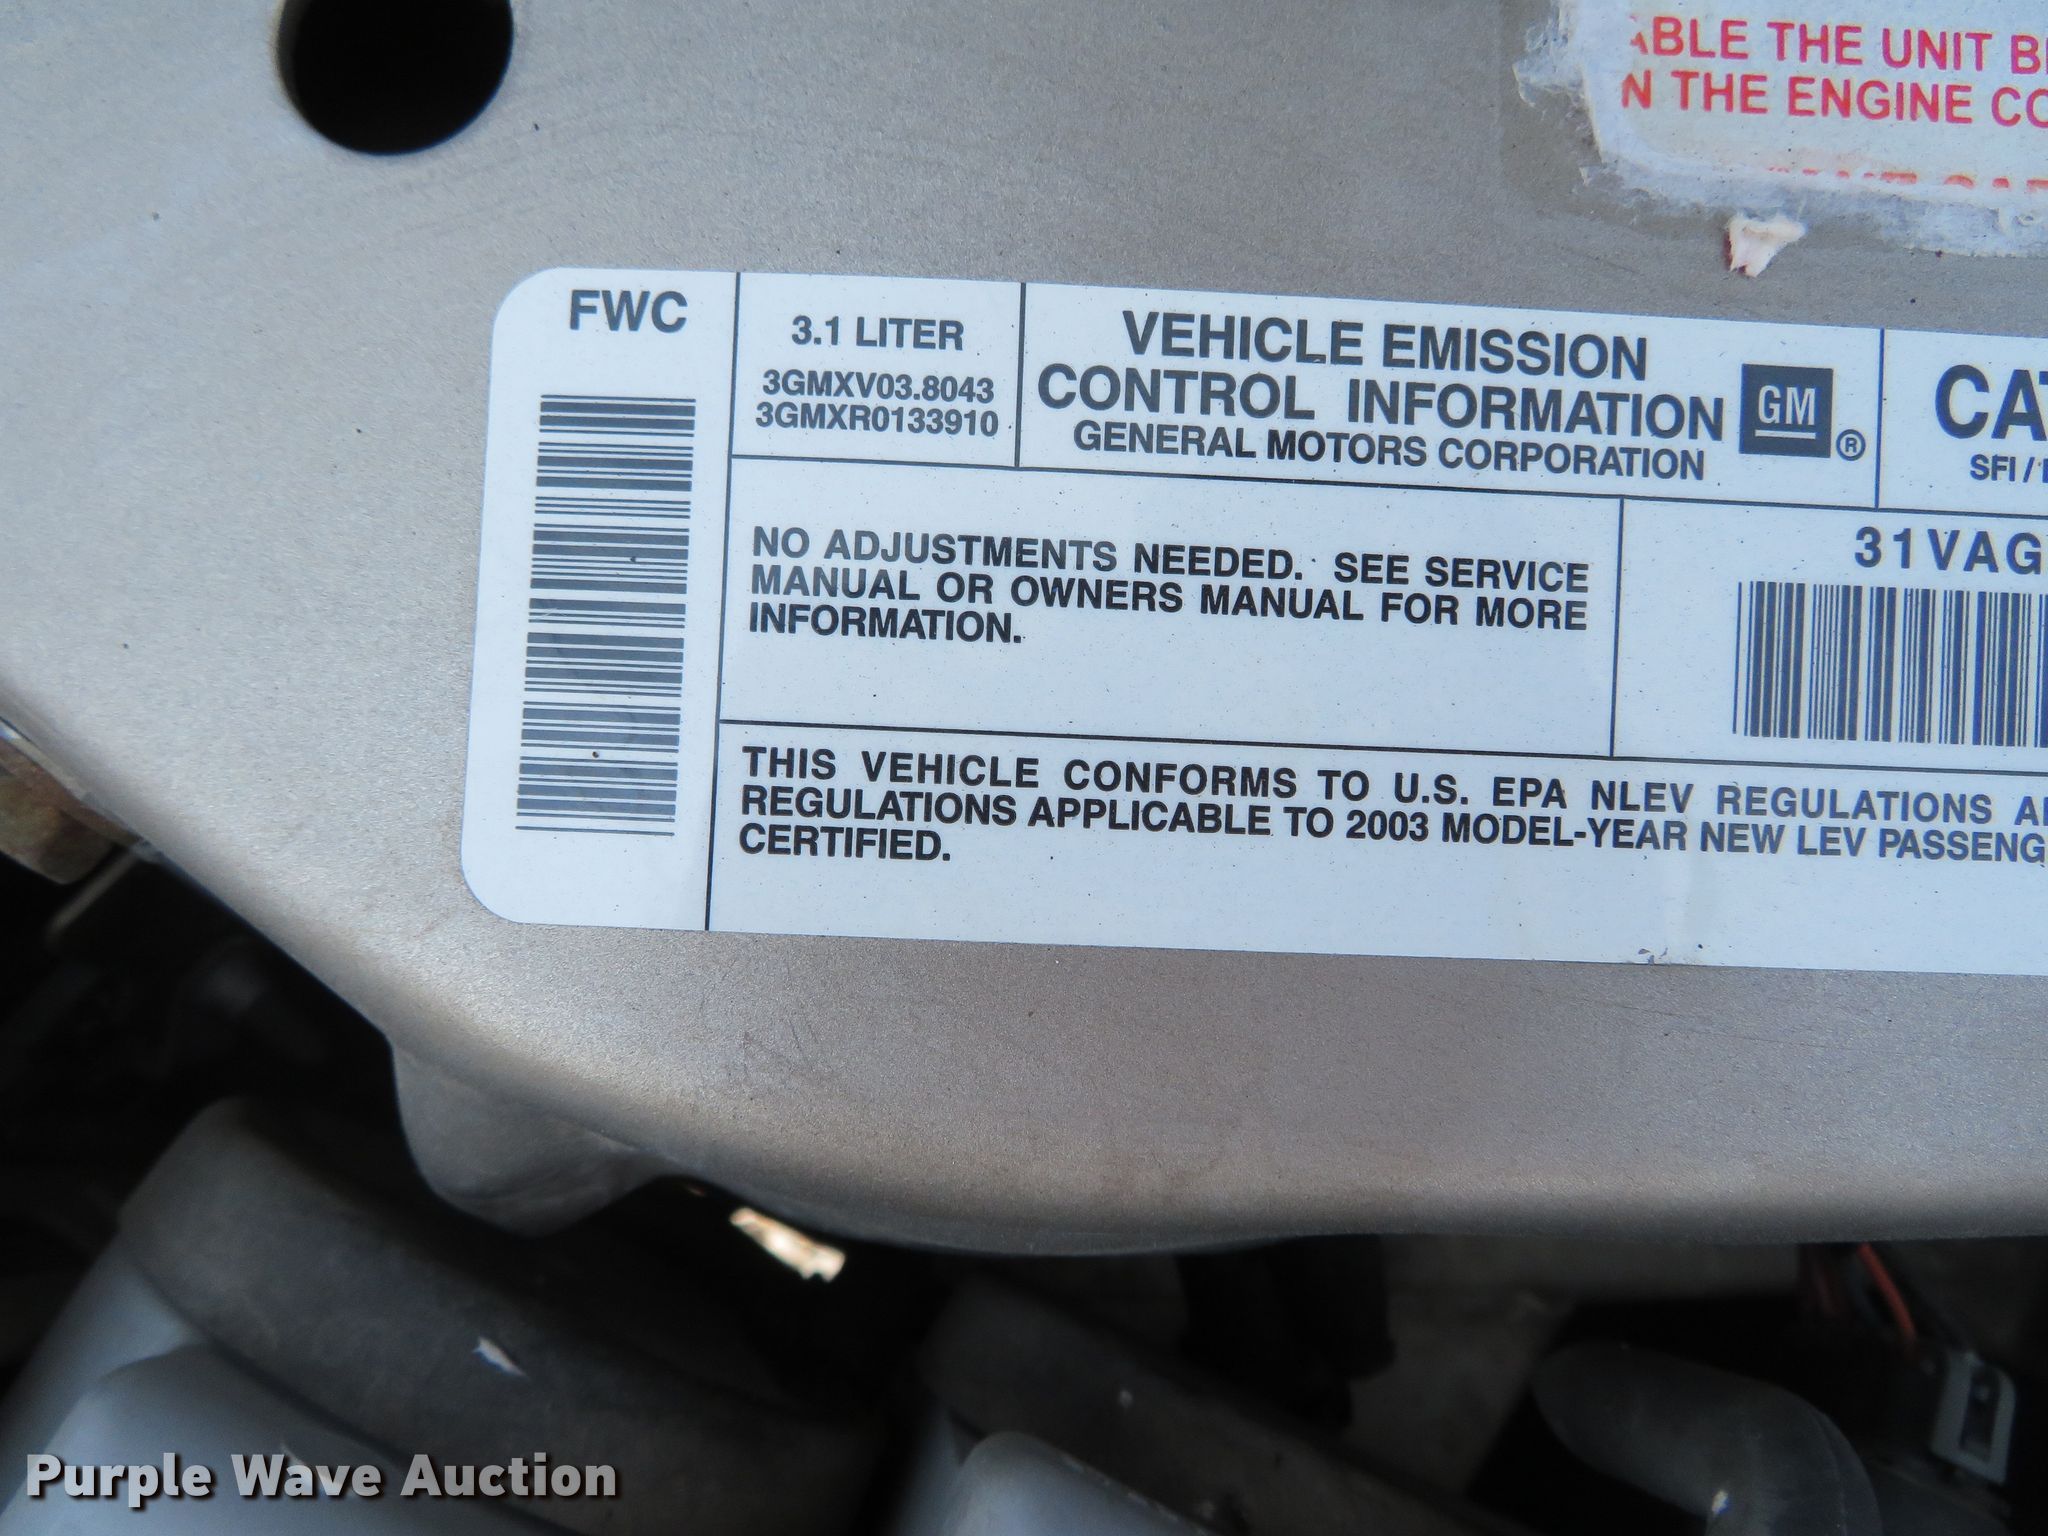 ABLE THE UNIT B
N THE ENGINE CO
FWC
3.1 LITER
3GMXV03.8043
3GMXR0133910
VEHICLE EMISSION
CONTROL INFORMATION
GENERAL MOTORS CORPORATION
GM ®
CAT
SFI /
NO ADJUSTMENTS NEEDED. SEE SERVICE
MANUAL OR OWNERS MANUAL FOR MORE
INFORMATION.
31VAG
THIS VEHICLE CONFORMS TO U.S. EPA NLEV REGULATIONS A
REGULATIONS APPLICABLE TO 2003 MODEL-YEAR NEW LEV PASSENG
CERTIFIED.
Purple Wave Auction